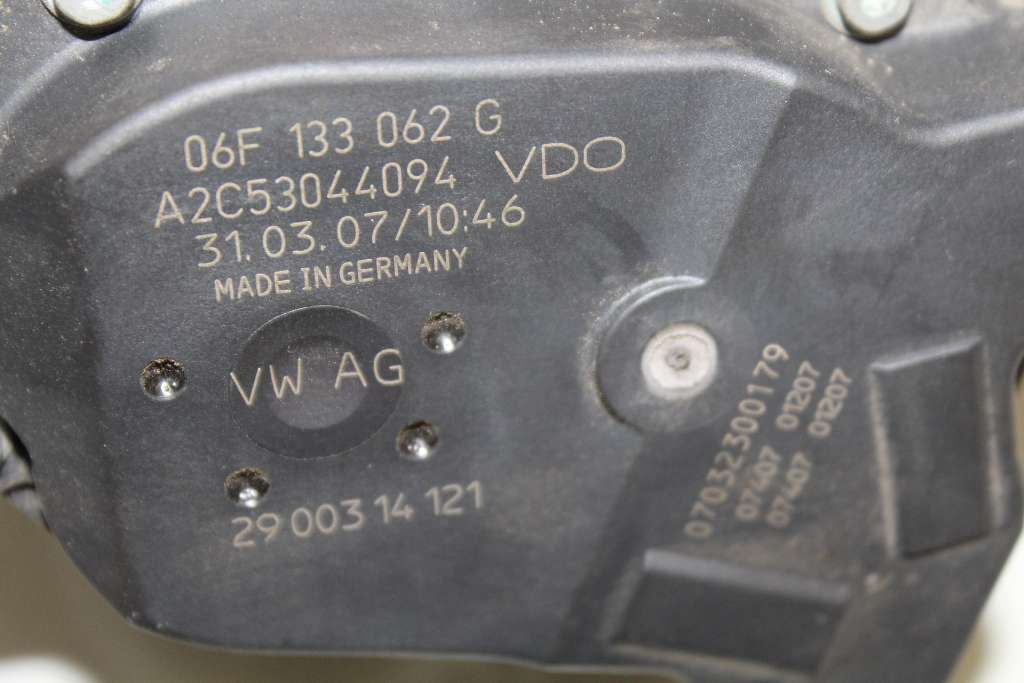 06F 133 062 G
A2C53044094 VDO
31.03.07/10:46
MADE IN GERMANY
VW AG
29 003 14 121
07032300179
07407 01207
07407 01207